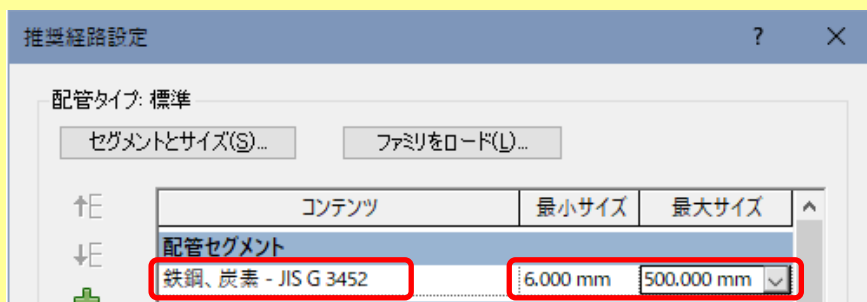 推奨経路設定 ? ×
配管タイプ: 標準
セグメントとサイズ(S)... ファミリをロード(L)...
コンテンツ 最小サイズ 最大サイズ
配管セグメント
鉄鋼、炭素 - JIS G 3452 6.000 mm 500.000 mm